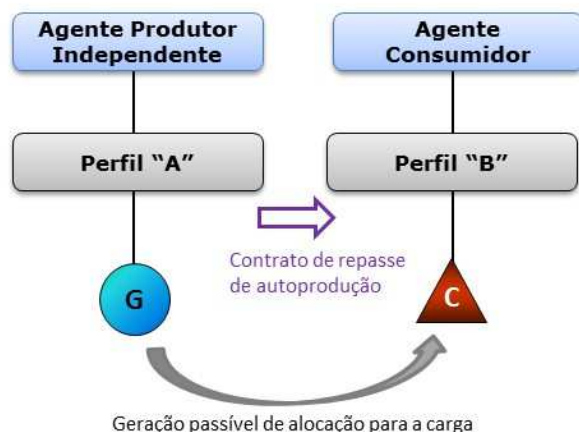 Agente Produtor
Independente
Agente
Consumidor
Perfil “A”
Perfil “B”
Contrato de repasse
de autoprodução
G
C
Geração passível de alocação para a carga